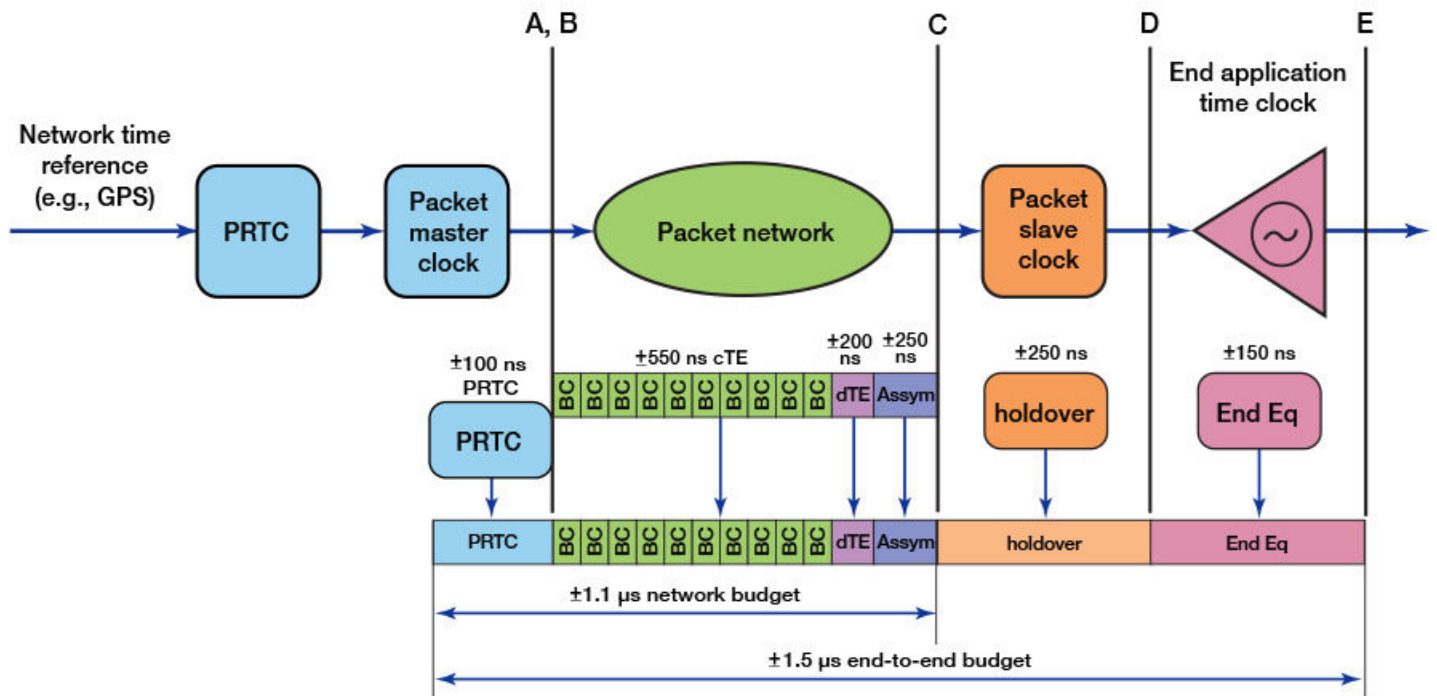 A, B
C
D
E
End application
time clock
Network time
reference
(e.g., GPS)
PRTC
Packet
master
clock
Packet network
Packet
slave
clock
±100 ns
PRTC
±550 ns cTE
±200
ns
±250
ns
±250 ns
±150 ns
PRTC
BC BC BC BC BC BC BC BC BC BC dTE Assym
holdover
End Eq
PRTC BC BC BC BC BC BC BC BC BC BC dTE Assym holdover End Eq
±1.1 µs network budget
±1.5 µs end-to-end budget